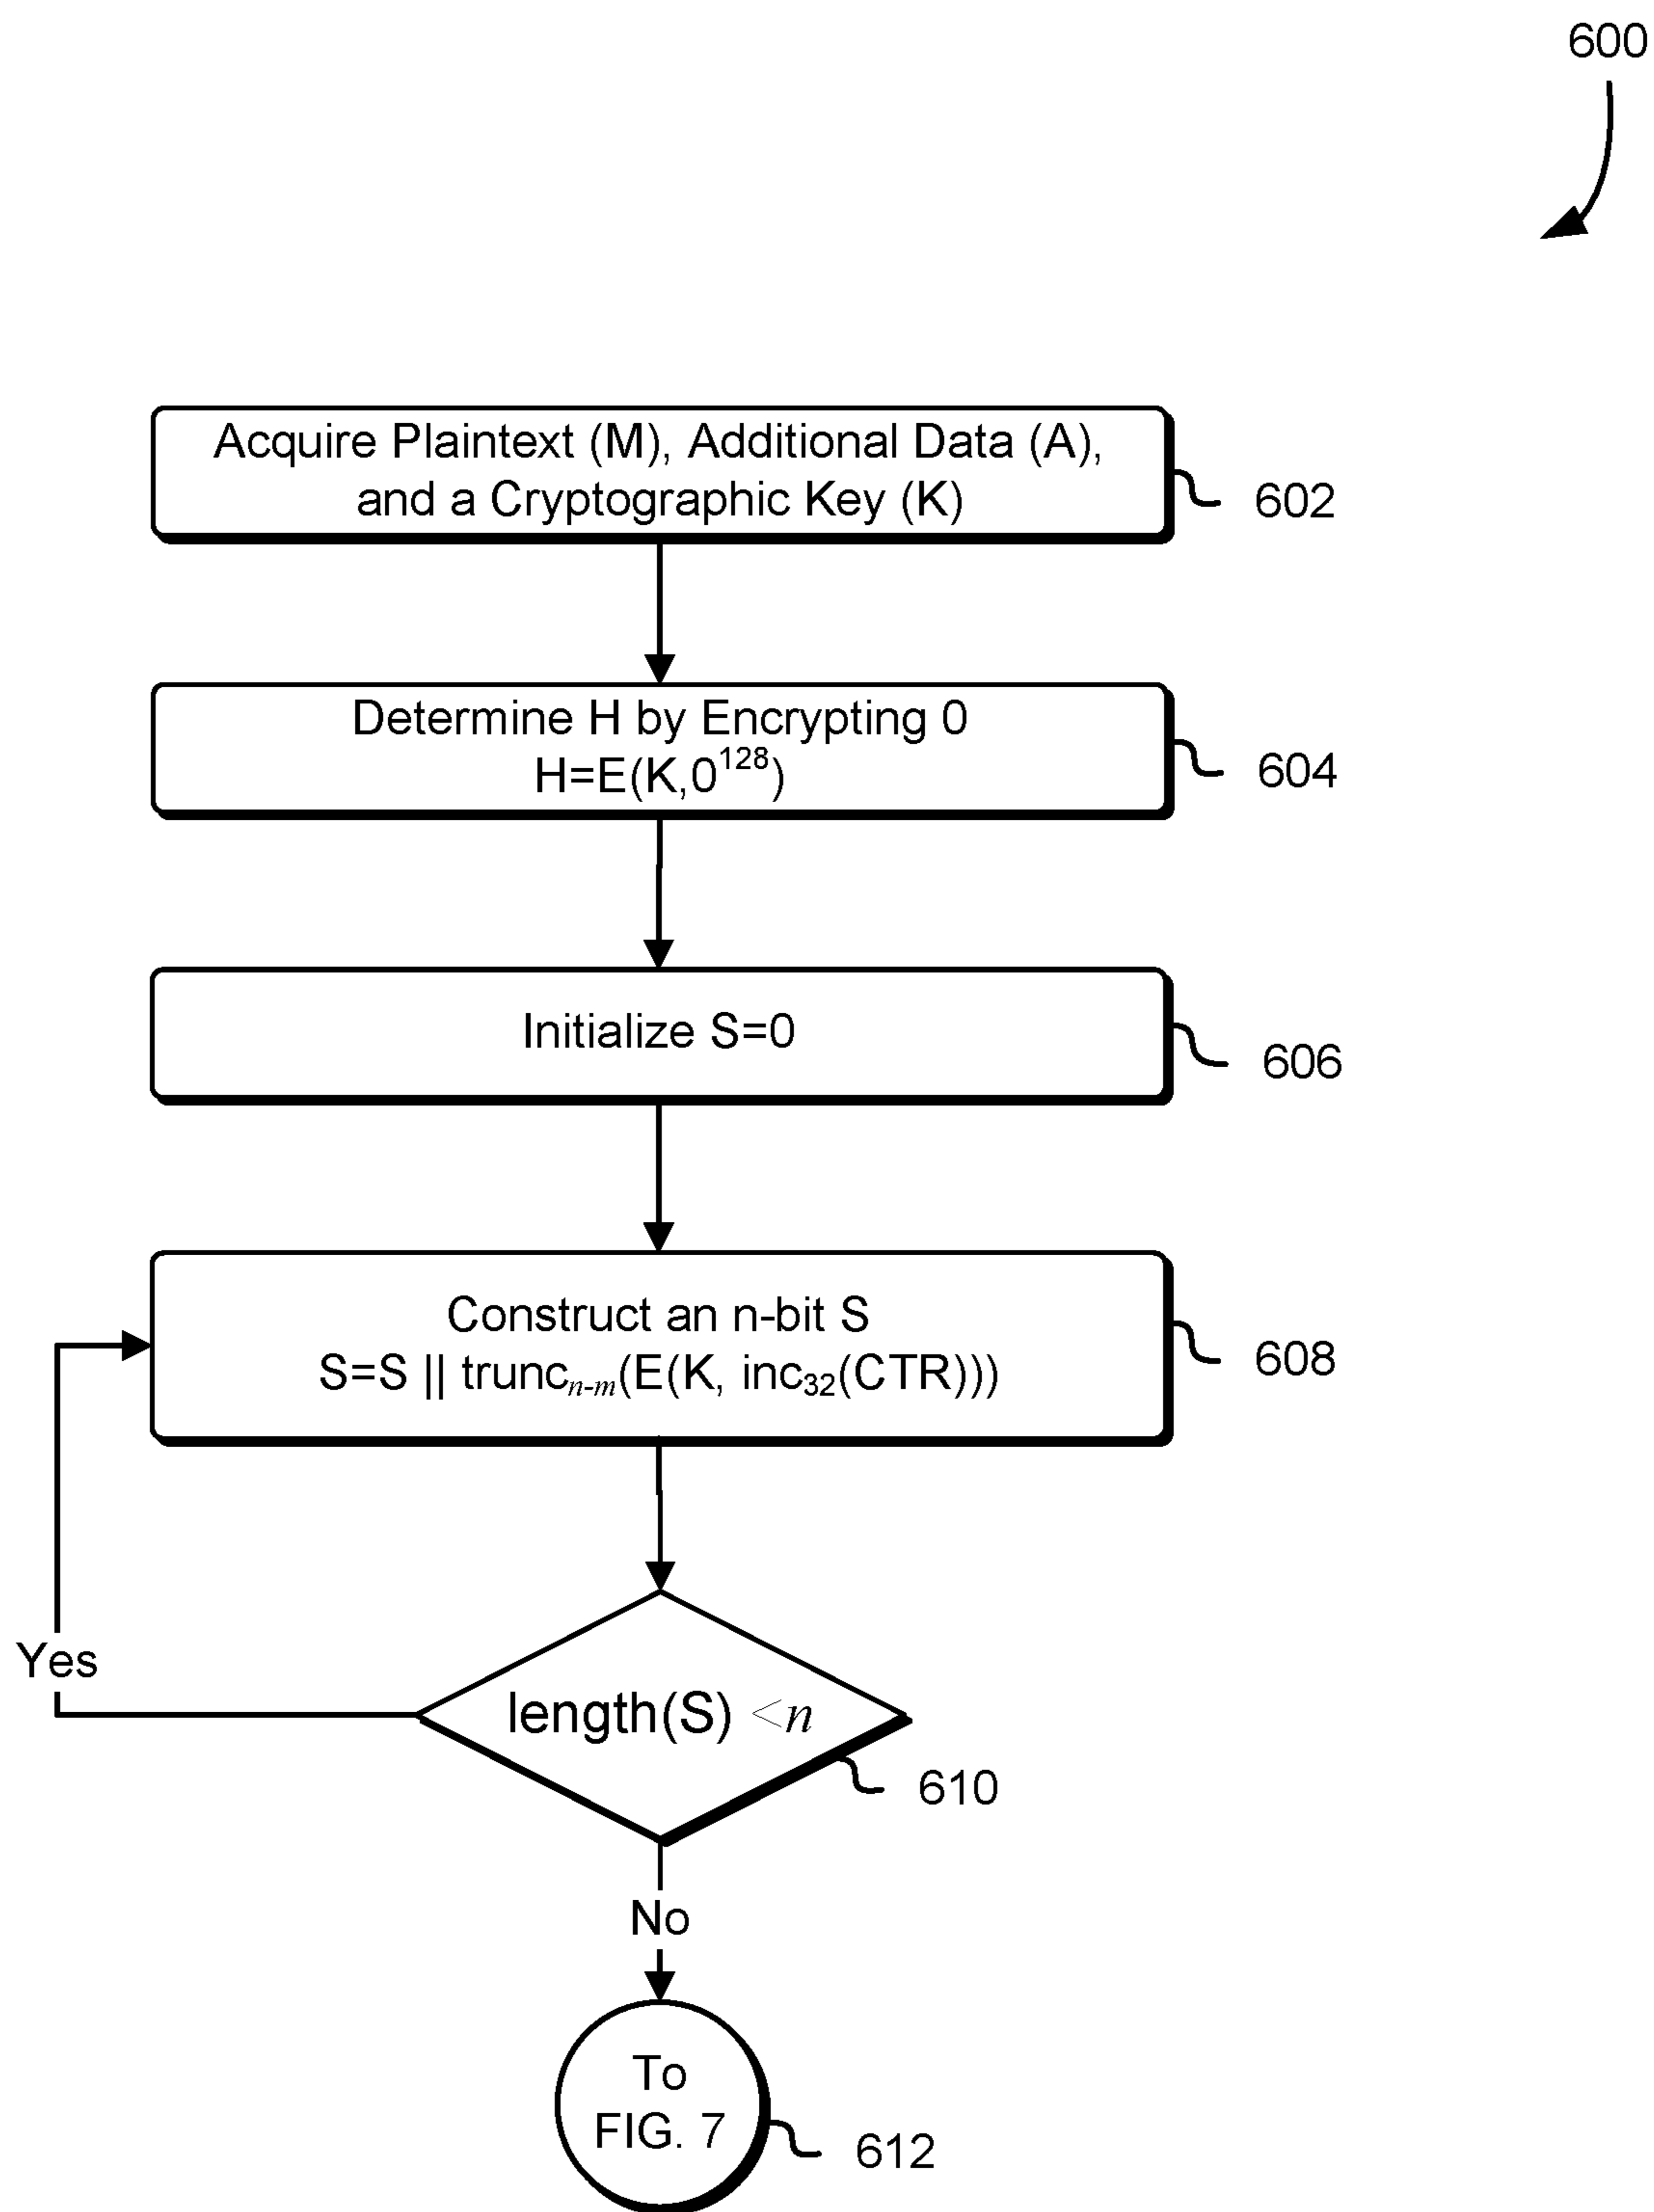 600
Acquire Plaintext (M), Additional Data (A),
and a Cryptographic Key (K)
602
Determine H by Encrypting 0
H=E(K,0¹²⁸)
604
Initialize S=0
606
Construct an n-bit S
S=S || truncₙ₋ₘ(E(K, inc₃₂(CTR)))
608
Yes
length(S) <n
610
No
To
FIG. 7
612